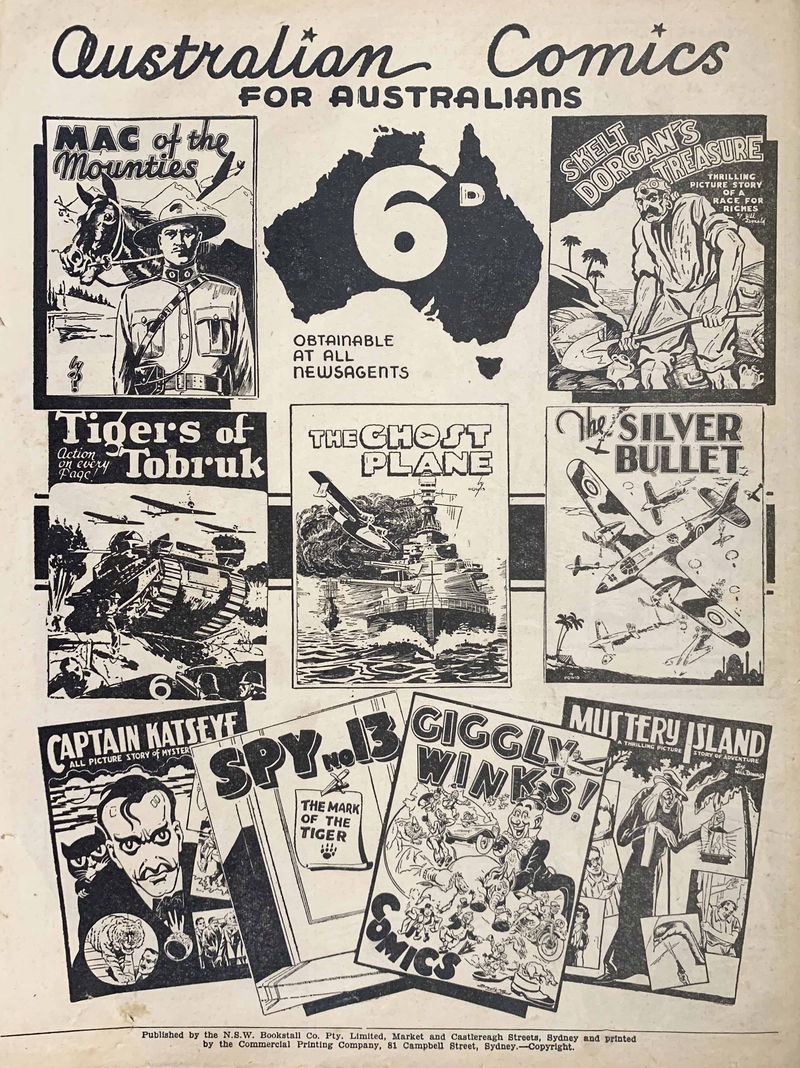 Australian Comics
FOR AUSTRALIANS
MAC of the
Mounties
6D
OBTAINABLE
AT ALL
NEWSAGENTS
SKELT
DORGAN'S
TREASURE
THRILLING
PICTURE STORY
OF A
RACE FOR
RICHES
Tigers of
Tobruk
Action
on every
Page!
6
THE GHOST
PLANE
The SILVER
BULLET
CAPTAIN KATSEYE
ALL PICTURE STORY OF MYSTER
SPY No. 13
THE MARK
OF THE
TIGER
GIGGLY
WINKS!
COMICS
MYSTERY ISLAND
A THRILLING PICTURE STORY OF ADVENTURE
Published by the N.S.W. Bookstall Co. Pty. Limited, Market and Castlereagh Streets, Sydney and printed
by the Commercial Printing Company, 81 Campbell Street, Sydney.—Copyright.